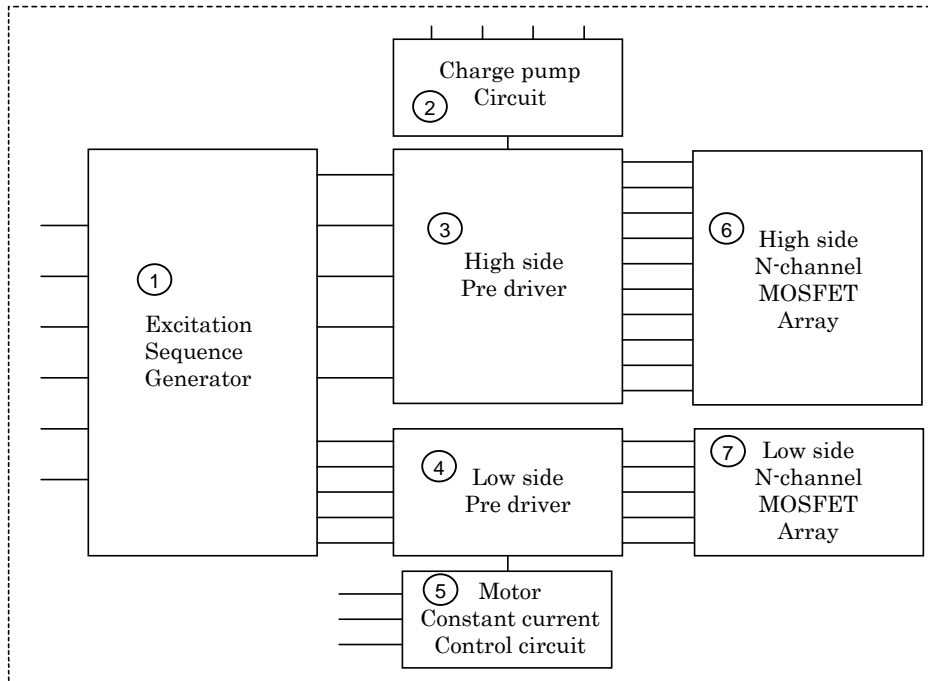 Charge pump
Circuit
2
1
Excitation
Sequence
Generator
3
High side
Pre driver
6
High side
N-channel
MOSFET
Array
4
Low side
Pre driver
7
Low side
N-channel
MOSFET
Array
5
Motor
Constant current
Control circuit